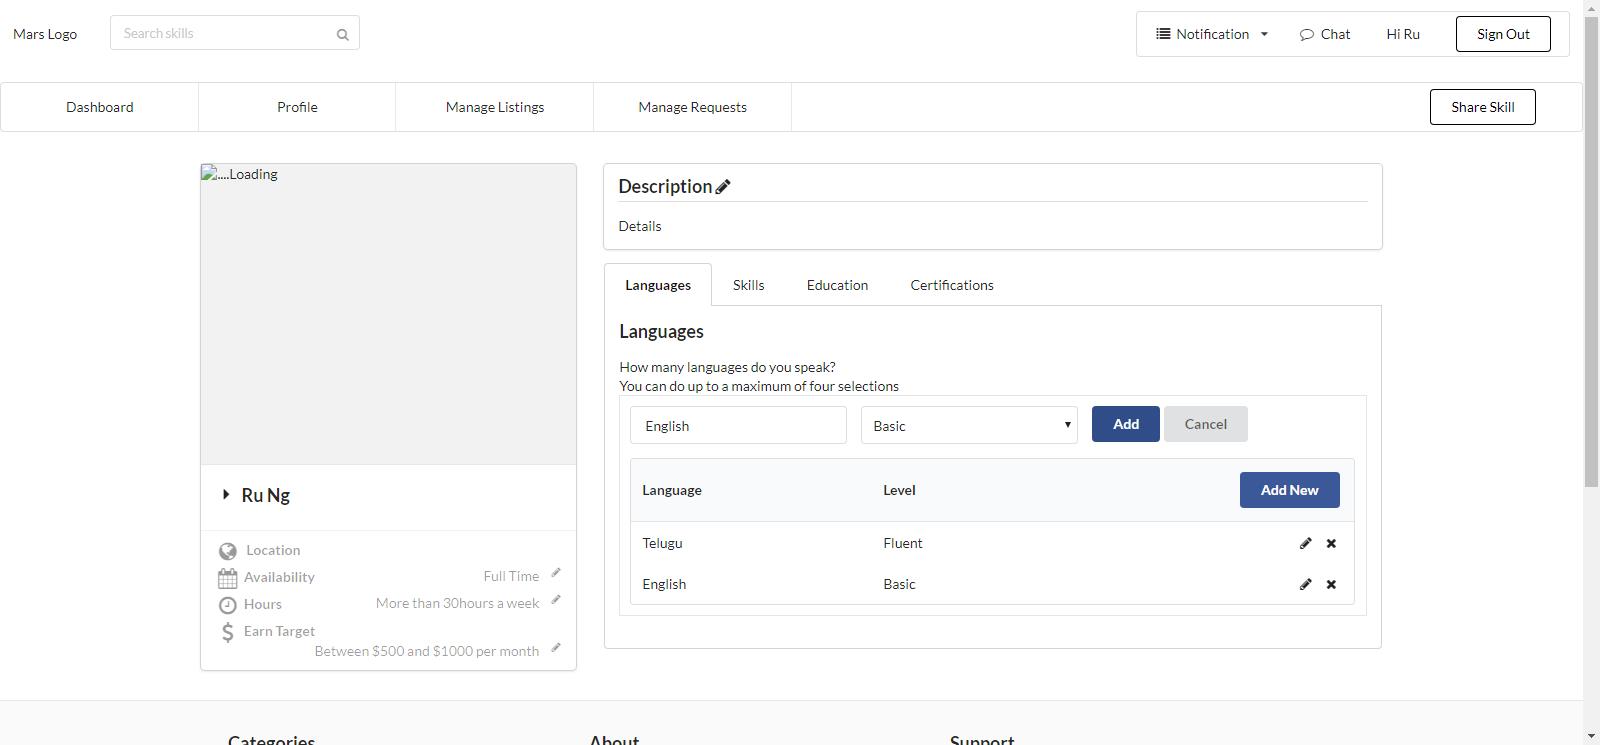 Mars Logo
Search skills
Notification
Chat
Hi Ru
Sign Out
Dashboard
Profile
Manage Listings
Manage Requests
Share Skill
....Loading
Ru Ng
Location
Availability
Full Time
Hours
More than 30hours a week
Earn Target
Between $500 and $1000 per month
Description
Details
Languages
Skills
Education
Certifications
Languages
How many languages do you speak?
You can do up to a maximum of four selections
English
Basic
Add
Cancel
Language
Level
Add New
Telugu
Fluent
English
Basic
Categories
About
Support